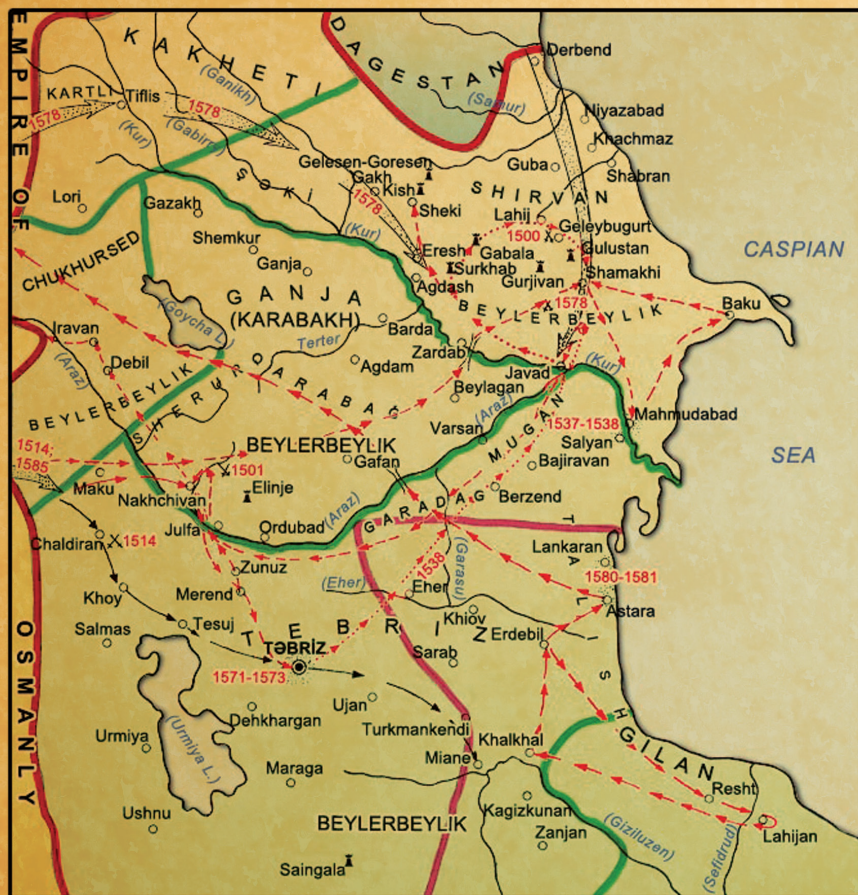 EMPIRE OF
OSMANLY
KAKHETI
(Ganikh)
DAGESTAN
Derbend
(Samur)
KARTLI
Tiflis
1578
1578
(Kur)
(Gabirr)
Niyazabad
Khachmaz
Guba
Shabran
Gelesen-Goresen
Gakh
Kish
Sheki
1578
ŞOKİ
SHIRVAN
Lori
Gazakh
(Kur)
Lahij
Geleybugurt
1500
Gulustan
CHUKHURSED
Shemkur
Ganja
Eresh
Gabala
Surkhab
Gurjivan
Shamakhi
CASPIAN
Agdash
GANJA
(KARABAKH)
BEYLERBEYLIK
1578
Baku
(Goycha L.)
Iravan
Debil
(Araz)
Terter
Barda
Zardab
Agdam
QARABAĞ
Javad
(Kur)
BEYLERBEYLIK
SHERUR
Beylagan
(Araz)
Varsan
MUGAN
1537-1538
Mahmudabad
Salyan
SEA
1514;
1585
BEYLERBEYLIK
1501
Gafan
Bajiravan
Maku
Nakhchivan
Elinje
Berzend
GARADAG
(Araz)
Julfa
Ordubad
Chaldiran
1514
TALISH
Lankaran
Zunuz
1538
(Garasu)
1580-1581
(Eher)
Eher
Khoy
Merend
Astara
Khiov
Salmas
Tesuj
TEBRIZ
Erdebil
TƏBRİZ
Sarab
1571-1573
Ujan
Dehkhargan
Turkmankendi
GILAN
Urmiya
(Urmiya L.)
Miane
Khalkhal
Maraga
Resht
Kagizkunan
Lahijan
Ushnu
BEYLERBEYLIK
Zanjan
(Giziluzen)
(Sefidrud)
Saingala